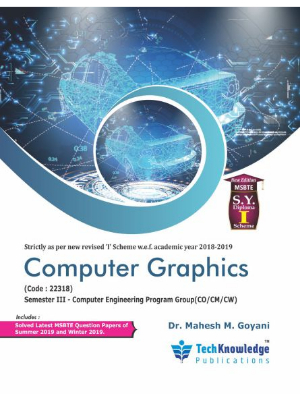 New Edition
MSBTE
S.Y.
Diploma
I
Scheme
Strictly as per new revised 'I' Scheme w.e.f. academic year 2018-2019
Computer Graphics
(Code : 22318)
Semester III - Computer Engineering Program Group(CO/CM/CW)
Includes :
Solved Latest MSBTE Question Papers of
Summer 2019 and Winter 2019.
Dr. Mahesh M. Goyani
TechKnowledge
TM
Publications